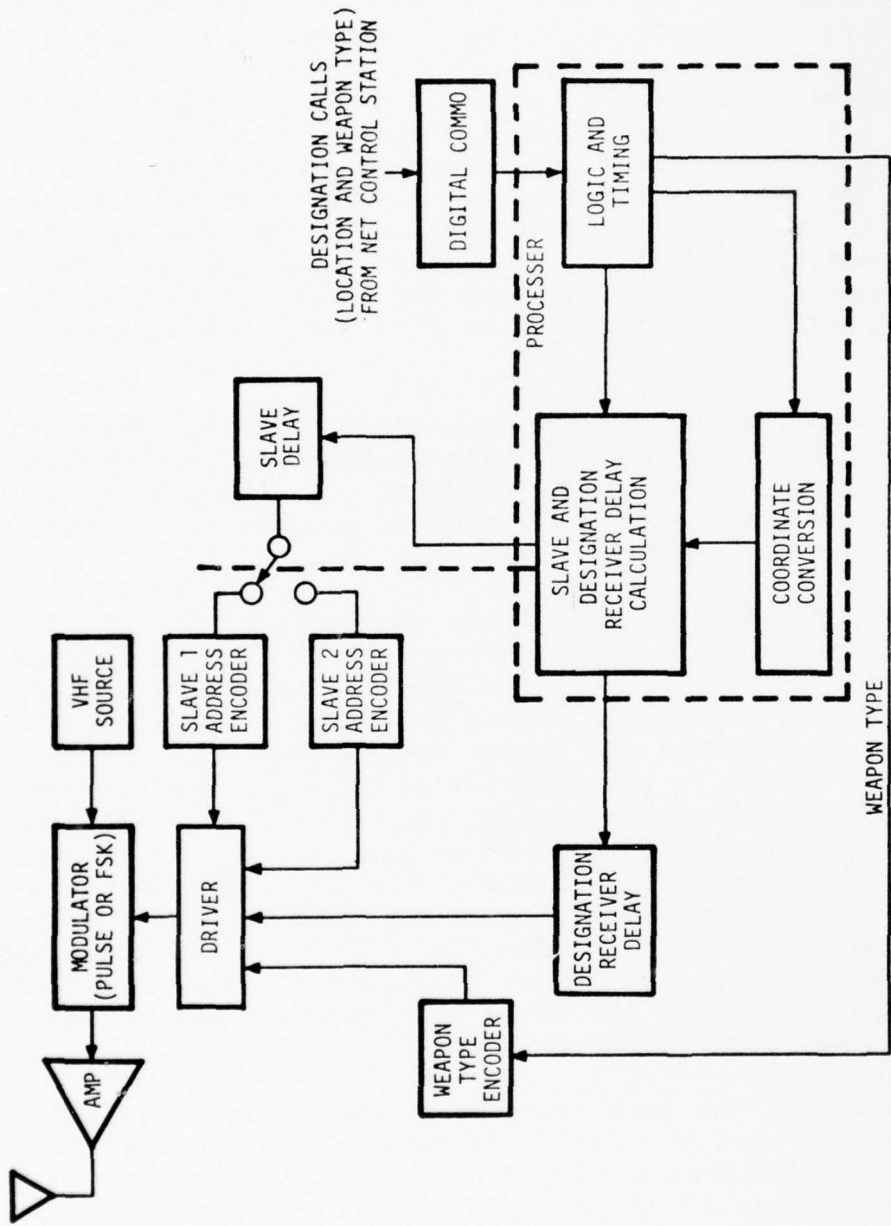 AMP
MODULATOR
(PULSE OR FSK)
VHF
SOURCE
DRIVER
SLAVE 1
ADDRESS
ENCODER
SLAVE 2
ADDRESS
ENCODER
SLAVE
DELAY
DESIGNATION CALLS
(LOCATION AND WEAPON TYPE)
FROM NET CONTROL STATION
DIGITAL COMMO
WEAPON
TYPE
ENCODER
DESIGNATION
RECEIVER
DELAY
PROCESSER
SLAVE AND
DESIGNATION
RECEIVER DELAY
CALCULATION
LOGIC AND
TIMING
COORDINATE
CONVERSION
WEAPON TYPE